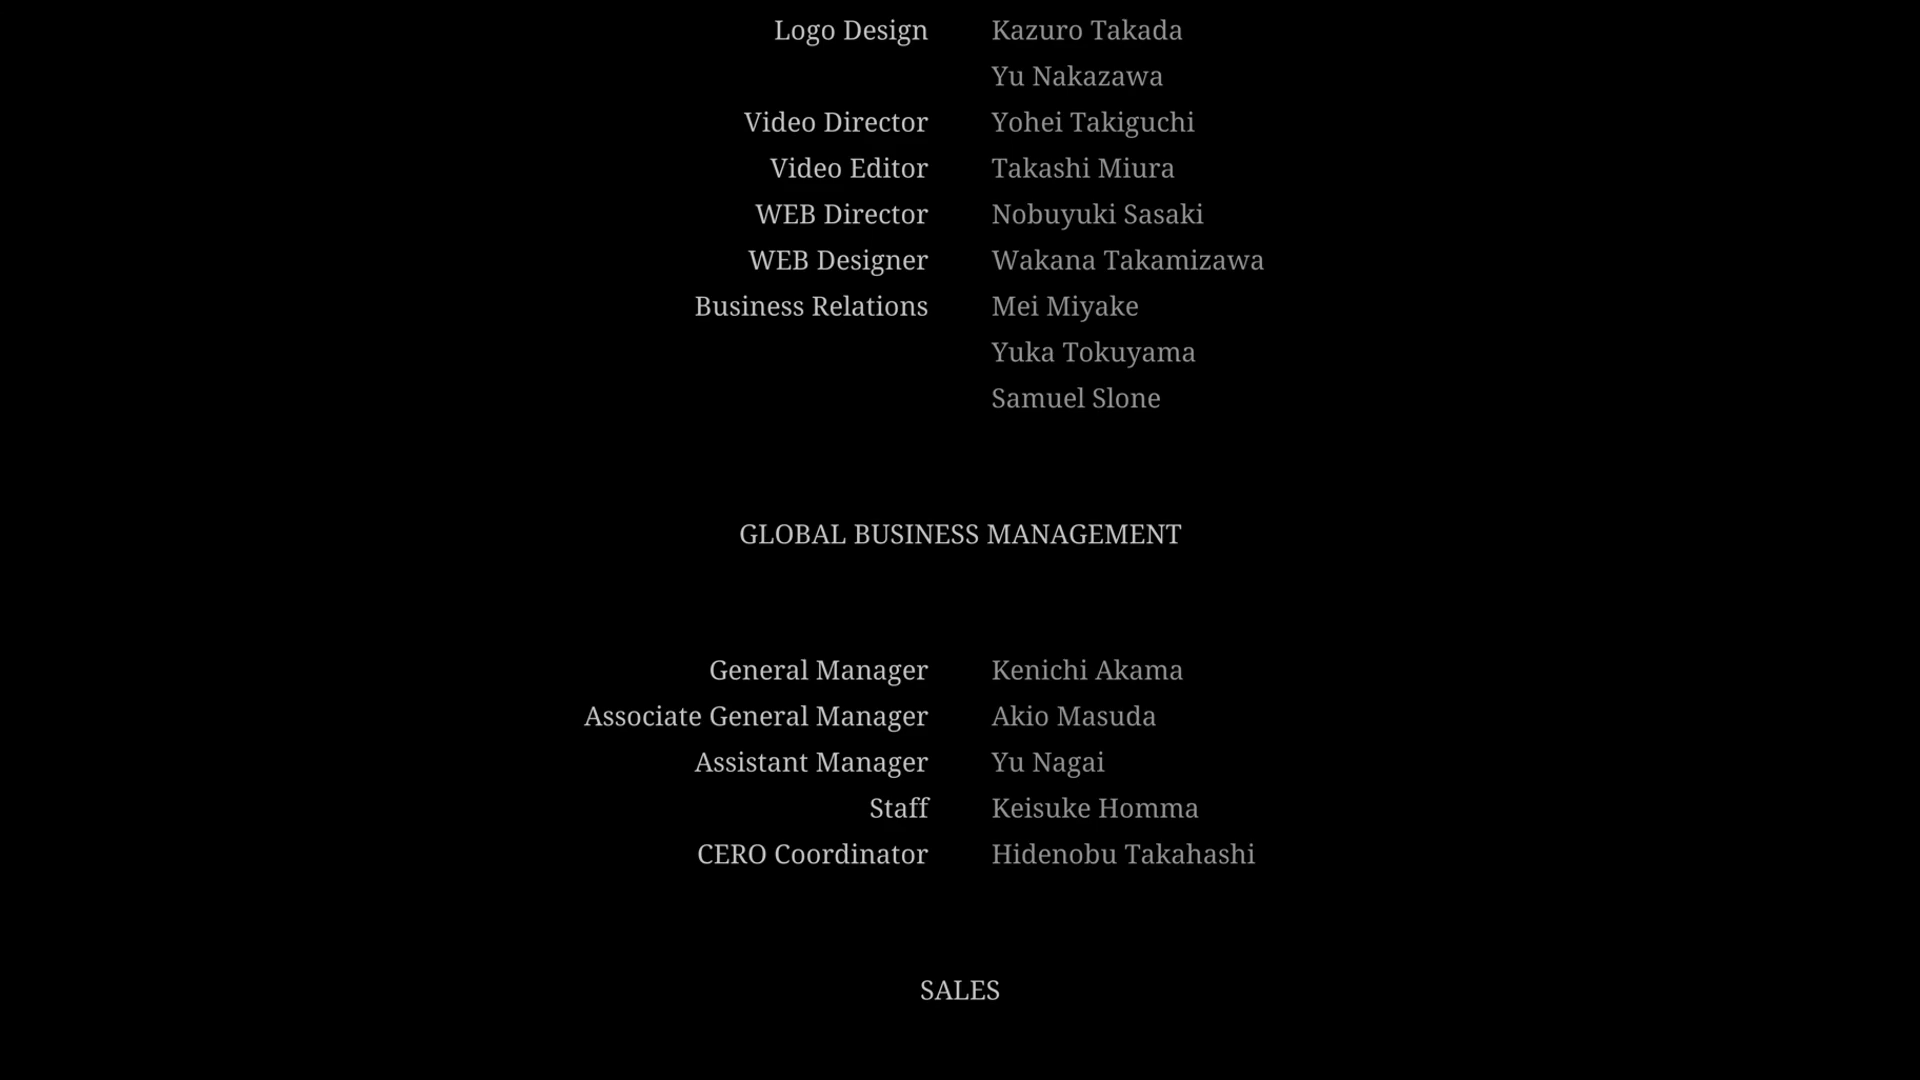 Logo Design Kazuro Takada
Yu Nakazawa
Video Director Yohei Takiguchi
Video Editor Takashi Miura
WEB Director Nobuyuki Sasaki
WEB Designer Wakana Takamizawa
Business Relations Mei Miyake
Yuka Tokuyama
Samuel Slone
GLOBAL BUSINESS MANAGEMENT
General Manager Kenichi Akama
Associate General Manager Akio Masuda
Assistant Manager Yu Nagai
Staff Keisuke Homma
CERO Coordinator Hidenobu Takahashi
SALES